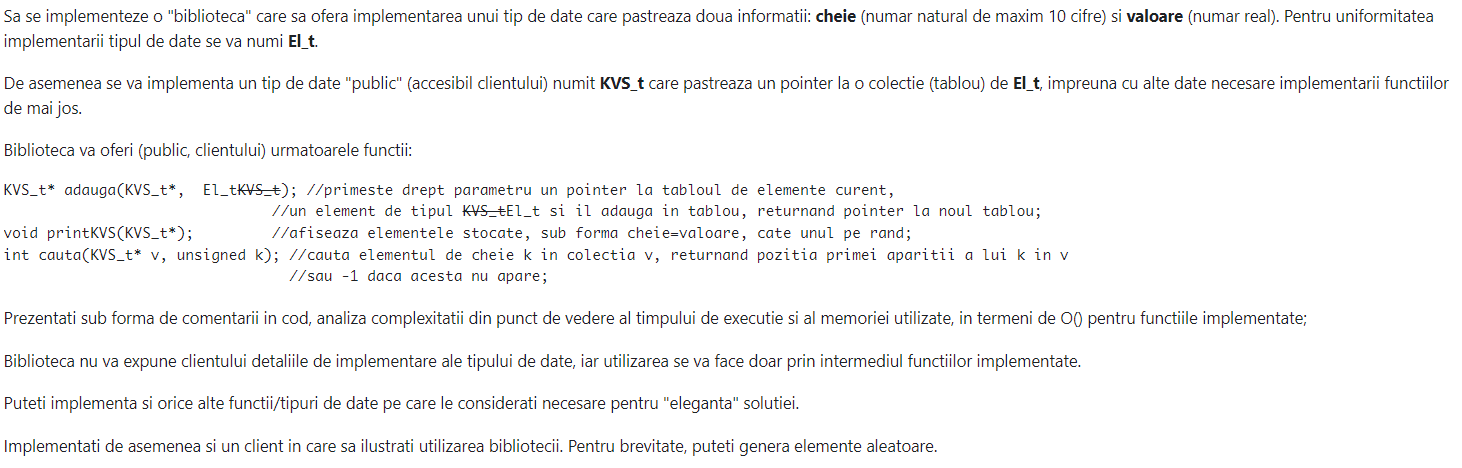 Sa se implementeze o "biblioteca" care sa ofera implementarea unui tip de date care pastreaza doua informatii: cheie (numar natural de maxim 10 cifre) si valoare (numar real). Pentru uniformitatea
implementarii tipul de date se va numi El_t.
De asemenea se va implementa un tip de date "public" (accesibil clientului) numit KVS_t care pastreaza un pointer la o colectie (tablou) de El_t, impreuna cu alte date necesare implementarii functiilor
de mai jos.
Biblioteca va oferi (public, clientului) urmatoarele functii:
KVS_t* adauga(KVS_t*,  El_tKVS_t); //primeste drept parametru un pointer la tabloul de elemente curent,
//un element de tipul KVS_tEl_t si il adauga in tablou, returnand pointer la noul tablou;
void printKVS(KVS_t*);         //afiseaza elementele stocate, sub forma cheie=valoare, cate unul pe rand;
int cauta(KVS_t* v, unsigned k); //cauta elementul de cheie k in colectia v, returnand pozitia primei aparitii a lui k in v
//sau -1 daca acesta nu apare;
Prezentati sub forma de comentarii in cod, analiza complexitatii din punct de vedere al timpului de executie si al memoriei utilizate, in termeni de O() pentru functiile implementate;
Biblioteca nu va expune clientului detaliile de implementare ale tipului de date, iar utilizarea se va face doar prin intermediul functiilor implementate.
Puteti implementa si orice alte functii/tipuri de date pe care le considerati necesare pentru "eleganta" solutiei.
Implementati de asemenea si un client in care sa ilustrati utilizarea bibliotecii. Pentru brevitate, puteti genera elemente aleatoare.